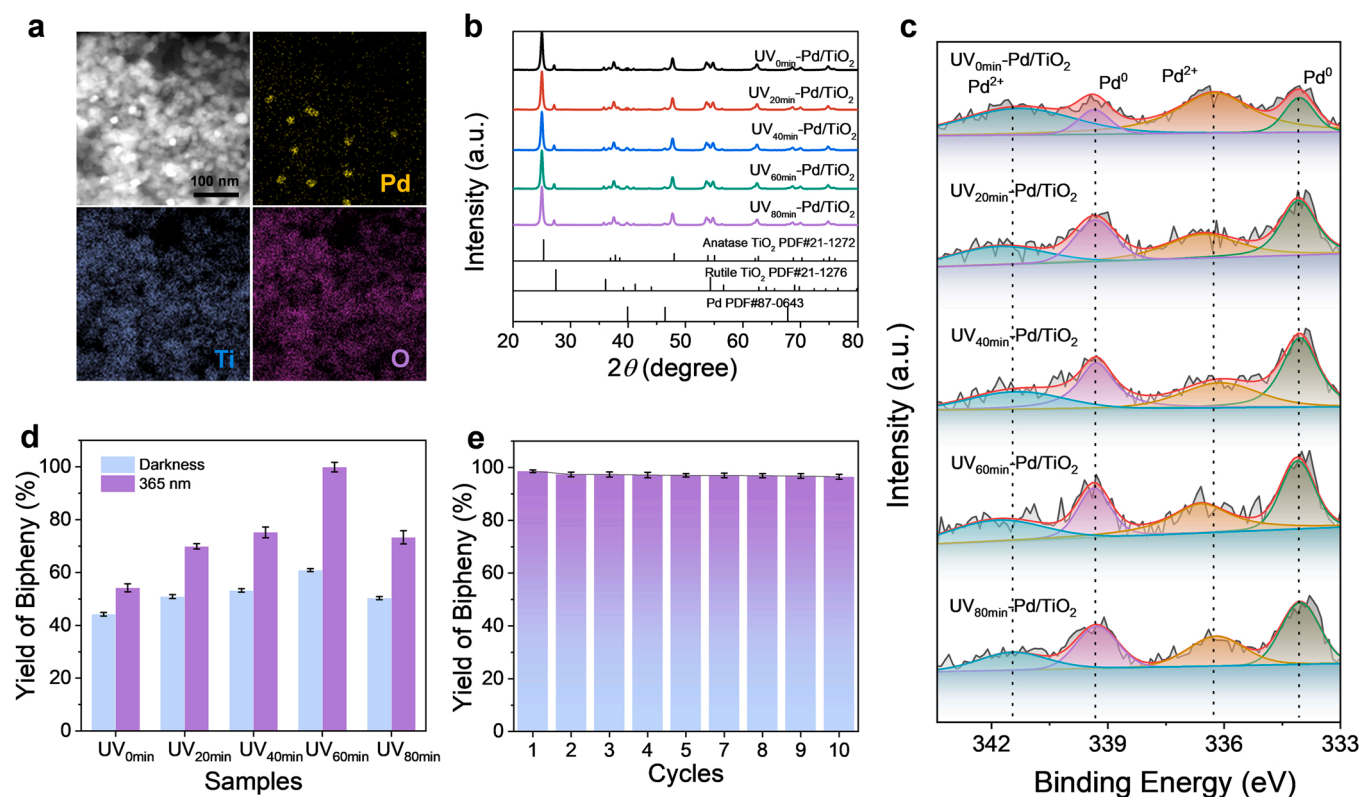 a
100 nm
Pd
Ti
O
b
Intensity (a.u.)
UV0min-Pd/TiO2
UV20min-Pd/TiO2
UV40min-Pd/TiO2
UV60min-Pd/TiO2
UV80min-Pd/TiO2
Anatase TiO2 PDF#21-1272
Rutile TiO2 PDF#21-1276
Pd PDF#87-0643
20 30 40 50 60 70 80
2θ (degree)
c
Intensity (a.u.)
UV0min-Pd/TiO2
Pd2+ Pd0 Pd2+ Pd0
UV20min-Pd/TiO2
UV40min-Pd/TiO2
UV60min-Pd/TiO2
UV80min-Pd/TiO2
342 339 336 333
Binding Energy (eV)
d
Yield of Bipheny (%)
100
80
60
40
20
0
Darkness
365 nm
UV0min UV20min UV40min UV60min UV80min
Samples
e
Yield of Bipheny (%)
100
80
60
40
20
0
1 2 3 4 5 7 8 9 10
Cycles